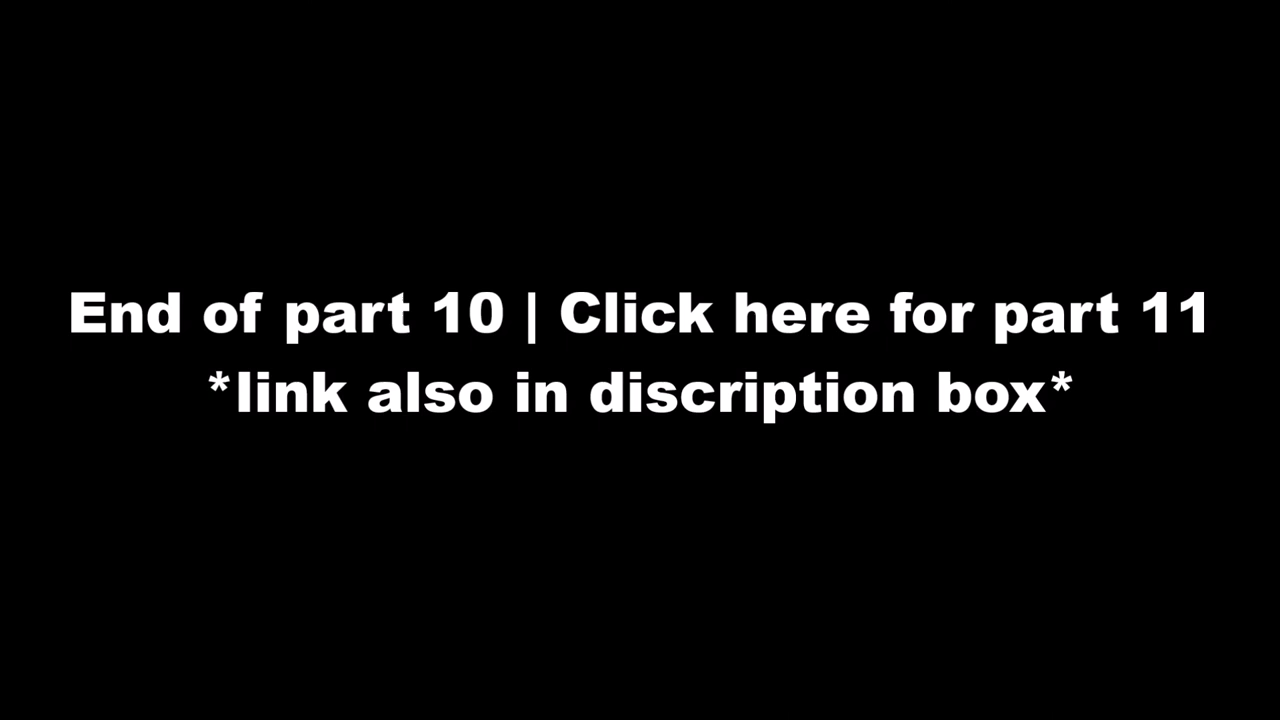 End of part 10 | Click here for part 11
*link also in discription box*